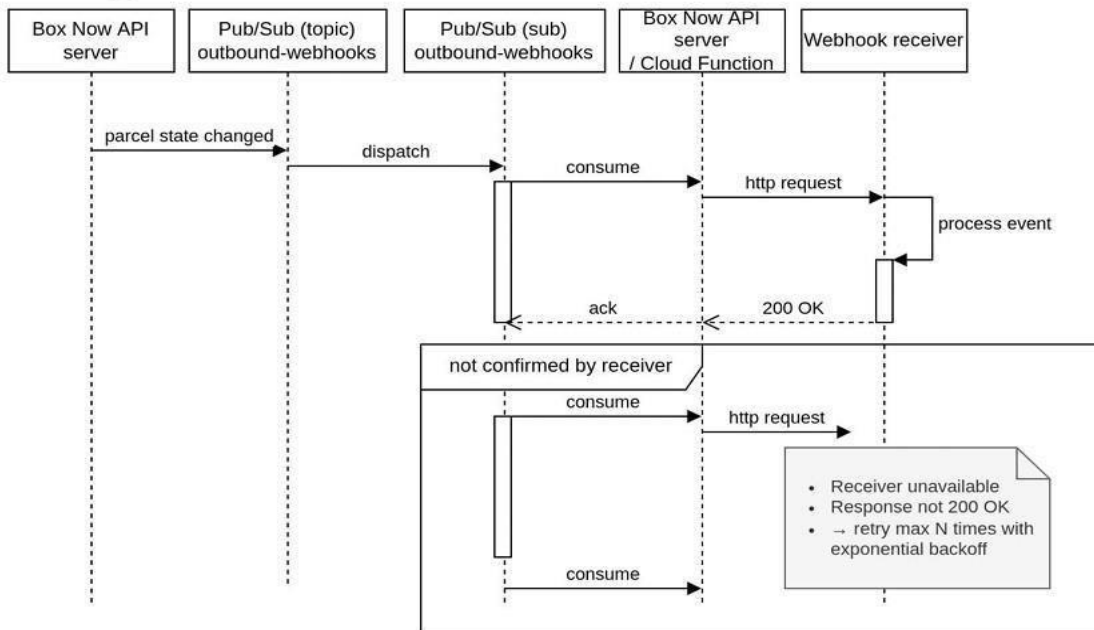 Box Now API
server
Pub/Sub (topic)
outbound-webhooks
Pub/Sub (sub)
outbound-webhooks
Box Now API
server
/ Cloud Function
Webhook receiver
parcel state changed
dispatch
consume
http request
process event
ack
200 OK
not confirmed by receiver
consume
http request
• Receiver unavailable
• Response not 200 OK
• → retry max N times with
exponential backoff
consume